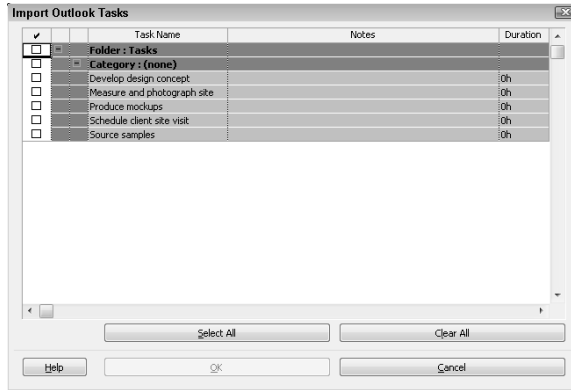 Import Outlook Tasks
Task Name Notes Duration
Folder : Tasks
Category : (none)
Develop design concept 0h
Measure and photograph site 0h
Produce mockups 0h
Schedule client site visit 0h
Source samples 0h
Select All Clear All
Help OK Cancel